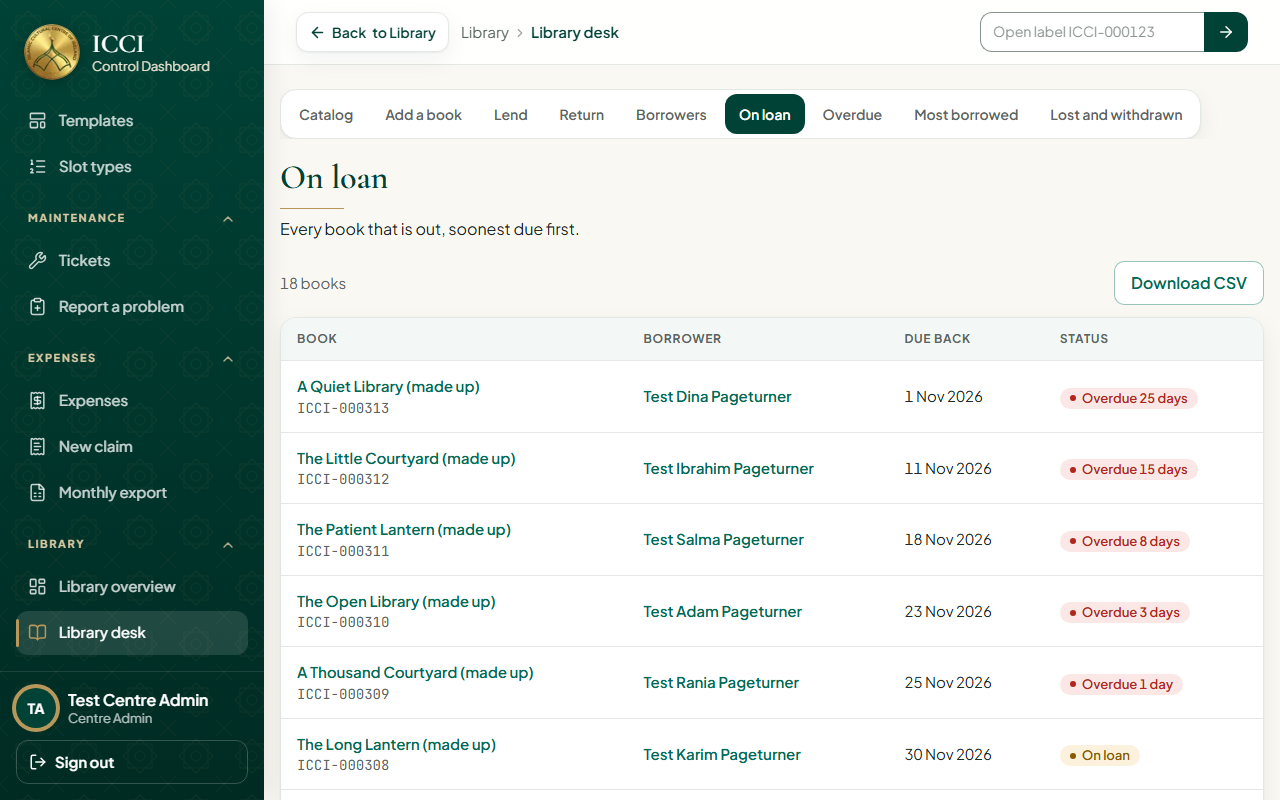 ICCI
Control Dashboard
Templates
Slot types
MAINTENANCE
Tickets
Report a problem
EXPENSES
Expenses
New claim
Monthly export
LIBRARY
Library overview
Library desk
TA
Test Centre Admin
Centre Admin
Sign out
Back to Library
Library
Library desk
Open label ICCI-000123
Catalog
Add a book
Lend
Return
Borrowers
On loan
Overdue
Most borrowed
Lost and withdrawn
On loan
Every book that is out, soonest due first.
18 books
Download CSV
BOOK BORROWER DUE BACK STATUS
A Quiet Library (made up)
ICCI-000313
Test Dina Pageturner
1 Nov 2026
Overdue 25 days
The Little Courtyard (made up)
ICCI-000312
Test Ibrahim Pageturner
11 Nov 2026
Overdue 15 days
The Patient Lantern (made up)
ICCI-000311
Test Salma Pageturner
18 Nov 2026
Overdue 8 days
The Open Library (made up)
ICCI-000310
Test Adam Pageturner
23 Nov 2026
Overdue 3 days
A Thousand Courtyard (made up)
ICCI-000309
Test Rania Pageturner
25 Nov 2026
Overdue 1 day
The Long Lantern (made up)
ICCI-000308
Test Karim Pageturner
30 Nov 2026
On loan